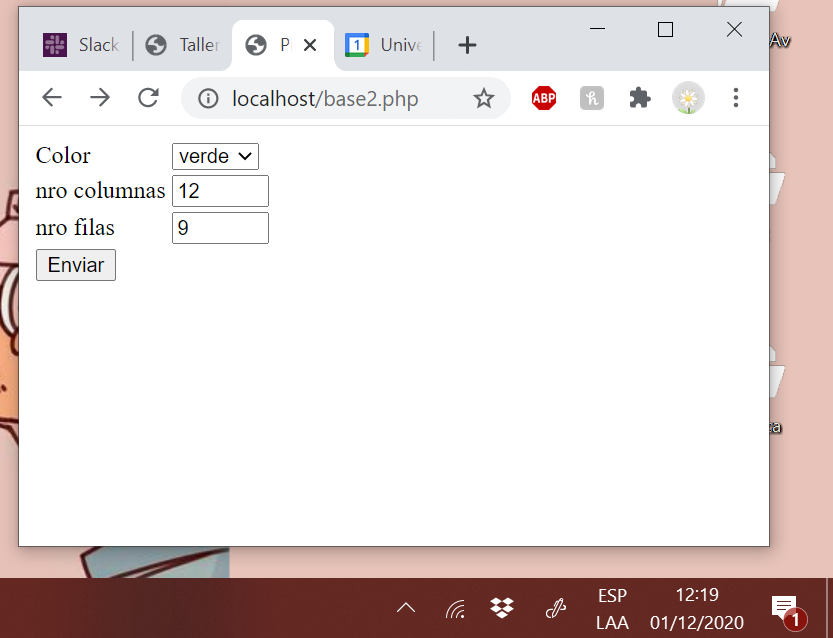 Slack
Taller
P
1
Unive
Av
localhost/base2.php
ABP
h
Color verde
nro columnas 12
nro filas 9
Enviar
ESP
LAA
12:19
01/12/2020
1